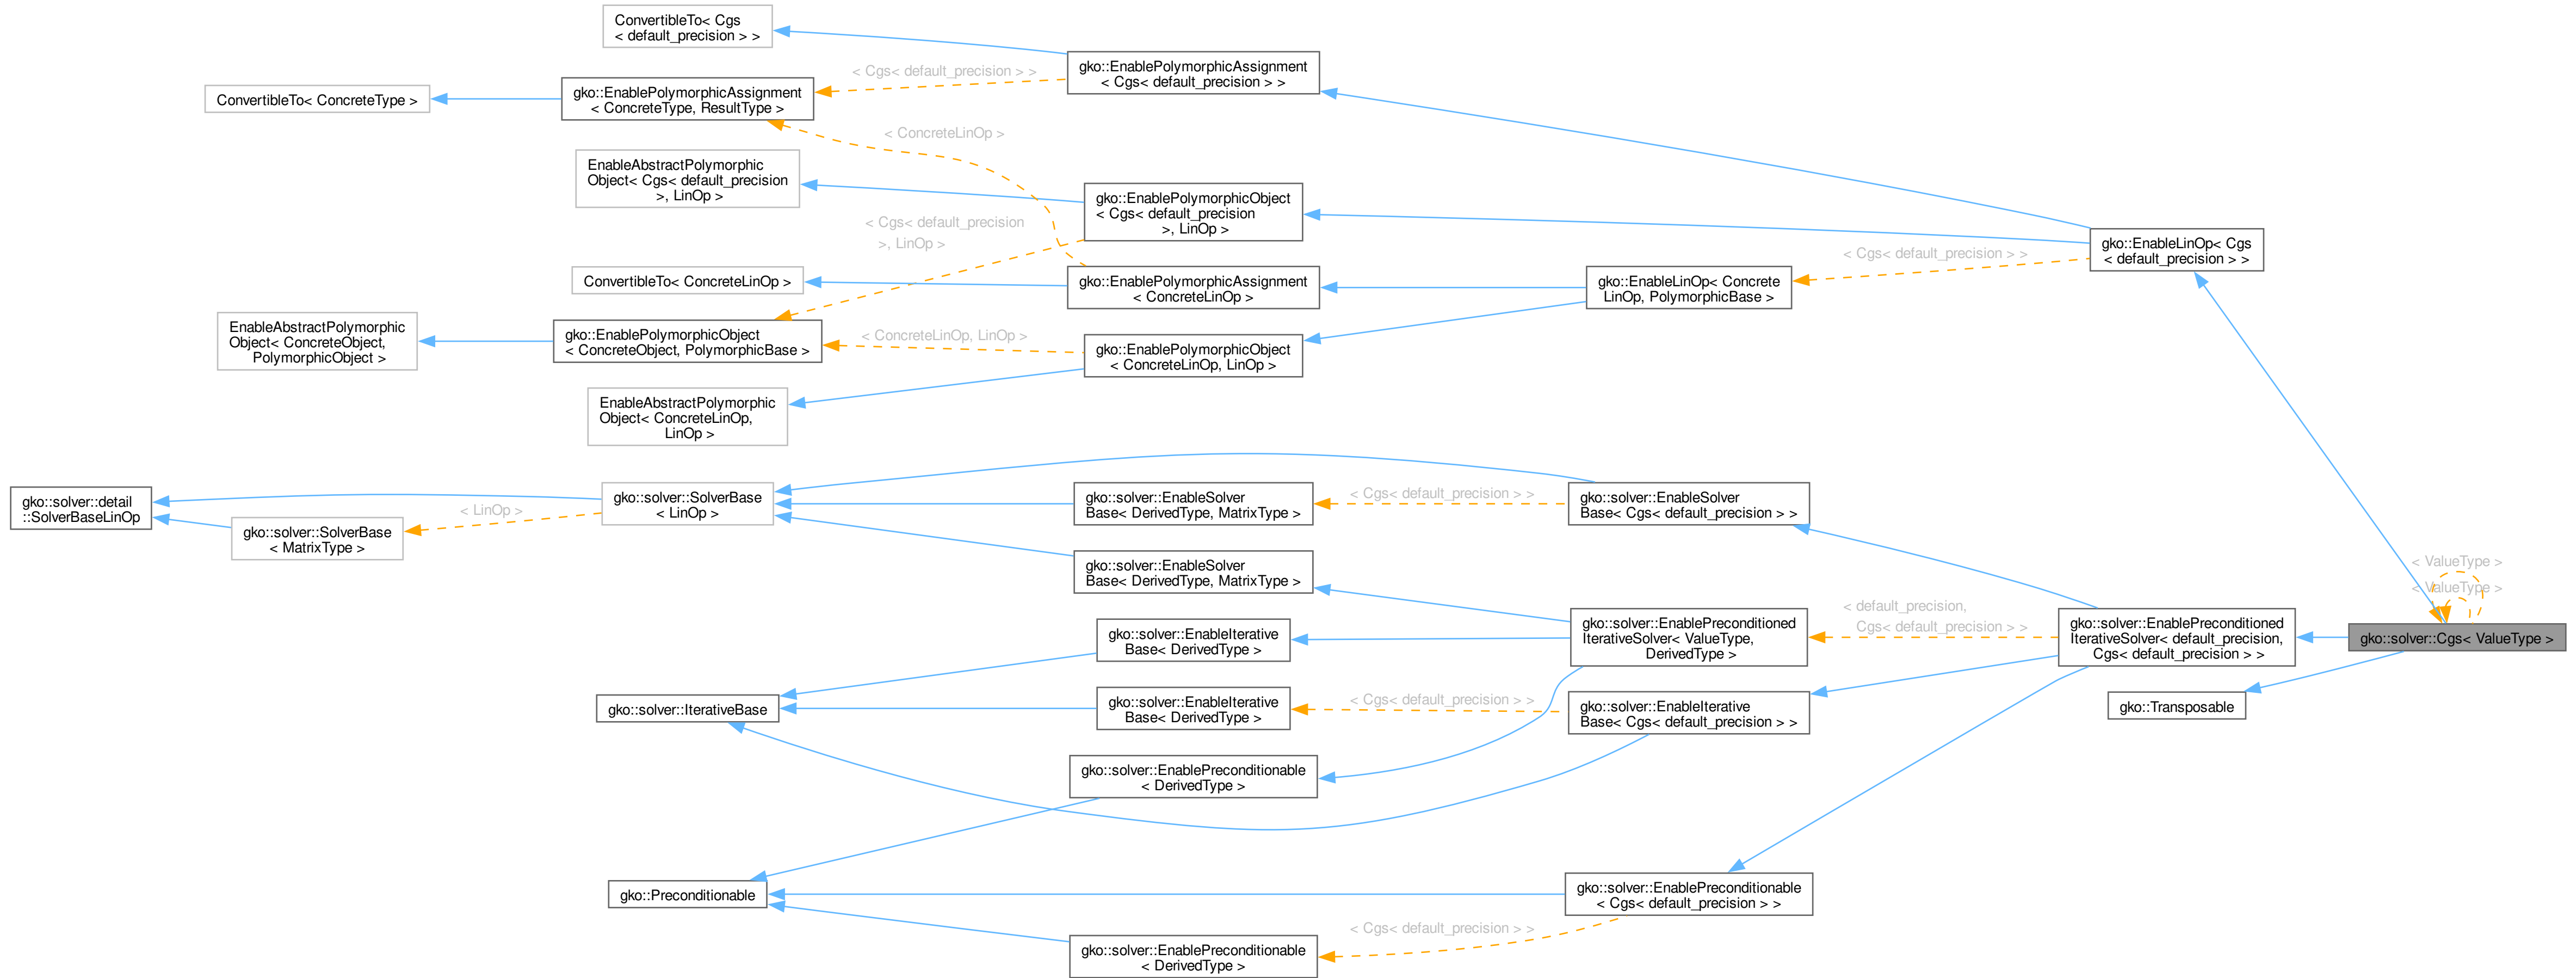 ConvertibleTo< Cgs
< default_precision > >
ConvertibleTo< ConcreteType >
gko::EnablePolymorphicAssignment
< ConcreteType, ResultType >
< Cgs< default_precision > >
gko::EnablePolymorphicAssignment
< Cgs< default_precision > >
< ConcreteLinOp >
EnableAbstractPolymorphic
Object< Cgs< default_precision
>, LinOp >
< Cgs< default_precision
>, LinOp >
gko::EnablePolymorphicObject
< Cgs< default_precision
>, LinOp >
gko::EnableLinOp< Cgs
< default_precision > >
< Cgs< default_precision > >
ConvertibleTo< ConcreteLinOp >
gko::EnablePolymorphicAssignment
< ConcreteLinOp >
gko::EnableLinOp< Concrete
LinOp, PolymorphicBase >
EnableAbstractPolymorphic
Object< ConcreteObject,
PolymorphicObject >
gko::EnablePolymorphicObject
< ConcreteObject, PolymorphicBase >
< ConcreteLinOp, LinOp >
gko::EnablePolymorphicObject
< ConcreteLinOp, LinOp >
EnableAbstractPolymorphic
Object< ConcreteLinOp,
LinOp >
gko::solver::detail
::SolverBaseLinOp
gko::solver::SolverBase
< MatrixType >
< LinOp >
gko::solver::SolverBase
< LinOp >
gko::solver::EnableSolver
Base< DerivedType, MatrixType >
< Cgs< default_precision > >
gko::solver::EnableSolver
Base< Cgs< default_precision > >
gko::solver::EnableSolver
Base< DerivedType, MatrixType >
< ValueType >
< ValueType >
gko::solver::EnableIterative
Base< DerivedType >
gko::solver::EnablePreconditioned
IterativeSolver< ValueType,
DerivedType >
< default_precision,
Cgs< default_precision > >
gko::solver::EnablePreconditioned
IterativeSolver< default_precision,
Cgs< default_precision > >
gko::solver::Cgs< ValueType >
gko::solver::IterativeBase
gko::solver::EnableIterative
Base< DerivedType >
< Cgs< default_precision > >
gko::solver::EnableIterative
Base< Cgs< default_precision > >
gko::Transposable
gko::solver::EnablePreconditionable
< DerivedType >
gko::Preconditionable
gko::solver::EnablePreconditionable
< Cgs< default_precision > >
< Cgs< default_precision > >
gko::solver::EnablePreconditionable
< DerivedType >